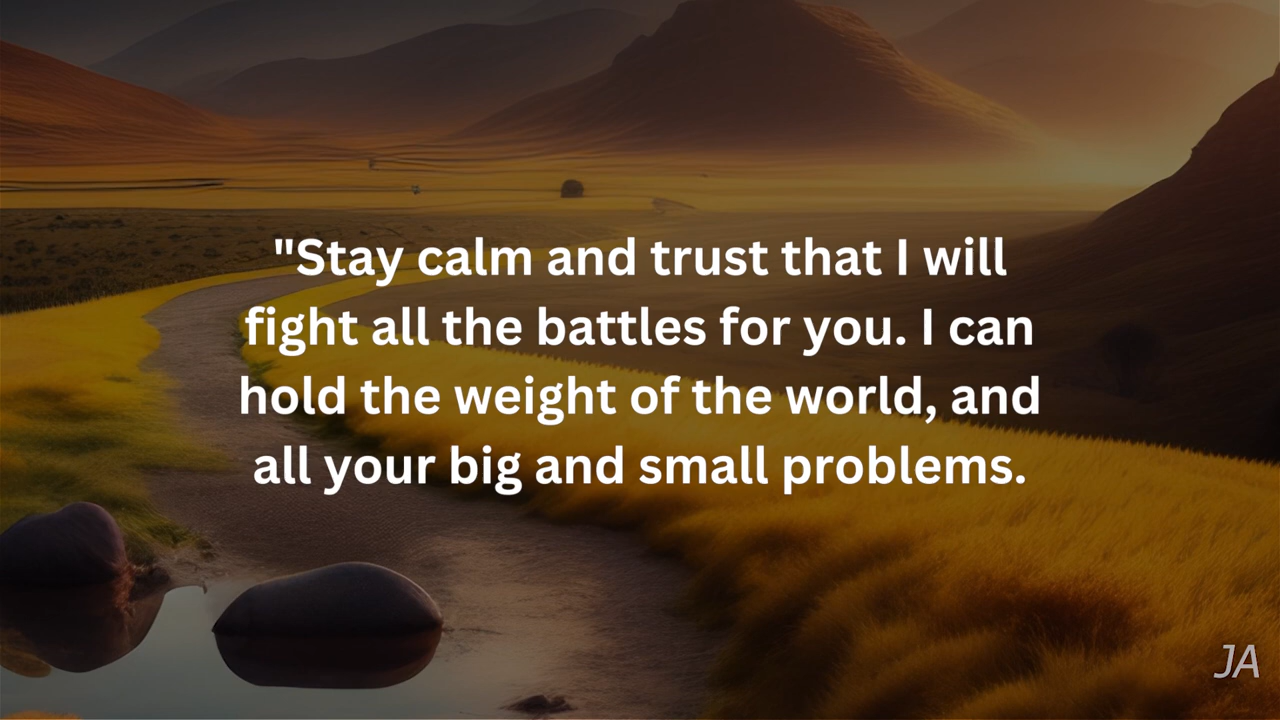 "Stay calm and trust that I will
fight all the battles for you. I can
hold the weight of the world, and
all your big and small problems.
JA